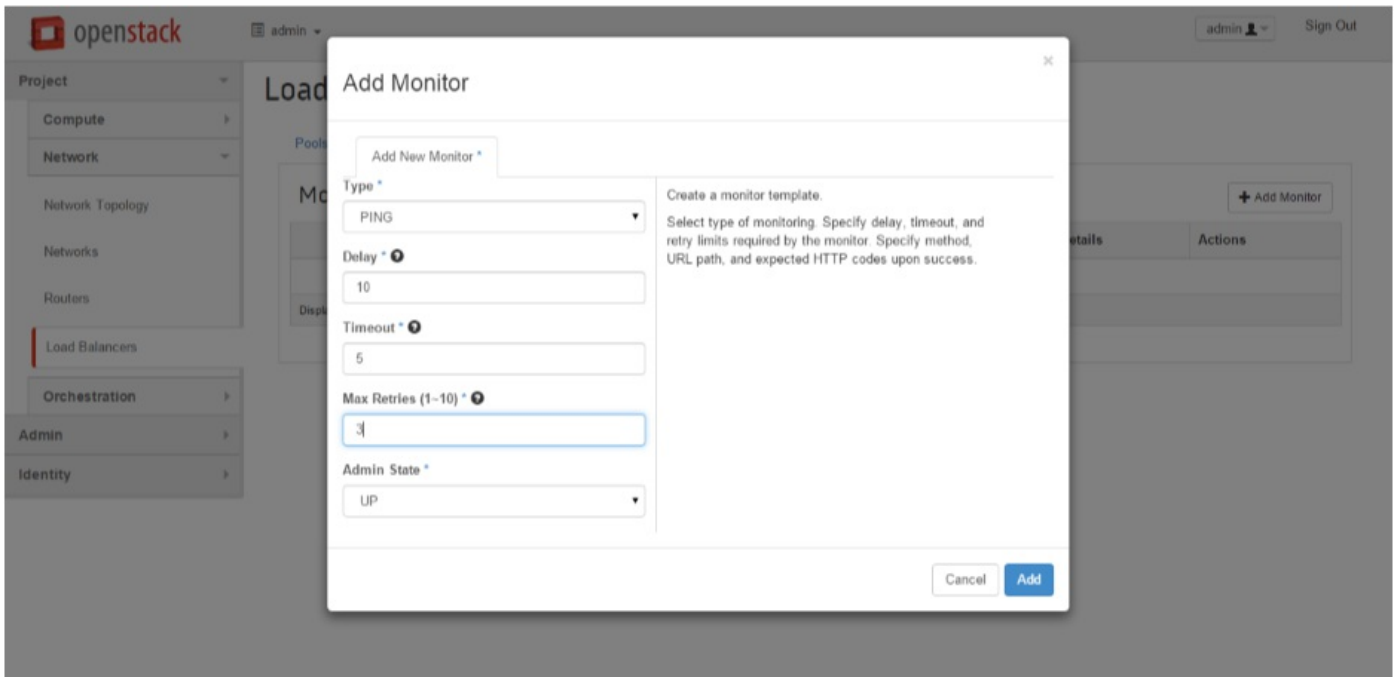 openstack
admin
admin
Sign Out
Project
Compute
Network
Network Topology
Networks
Routers
Load Balancers
Orchestration
Admin
Identity
Load
Pools
Mo
+ Add Monitor
etails
Actions
Displ
Add Monitor
×
Add New Monitor *
Type *
PING
Delay *
10
Timeout *
5
Max Retries (1~10) *
3
Admin State *
UP
Create a monitor template.
Select type of monitoring. Specify delay, timeout, and
retry limits required by the monitor. Specify method,
URL path, and expected HTTP codes upon success.
Cancel
Add